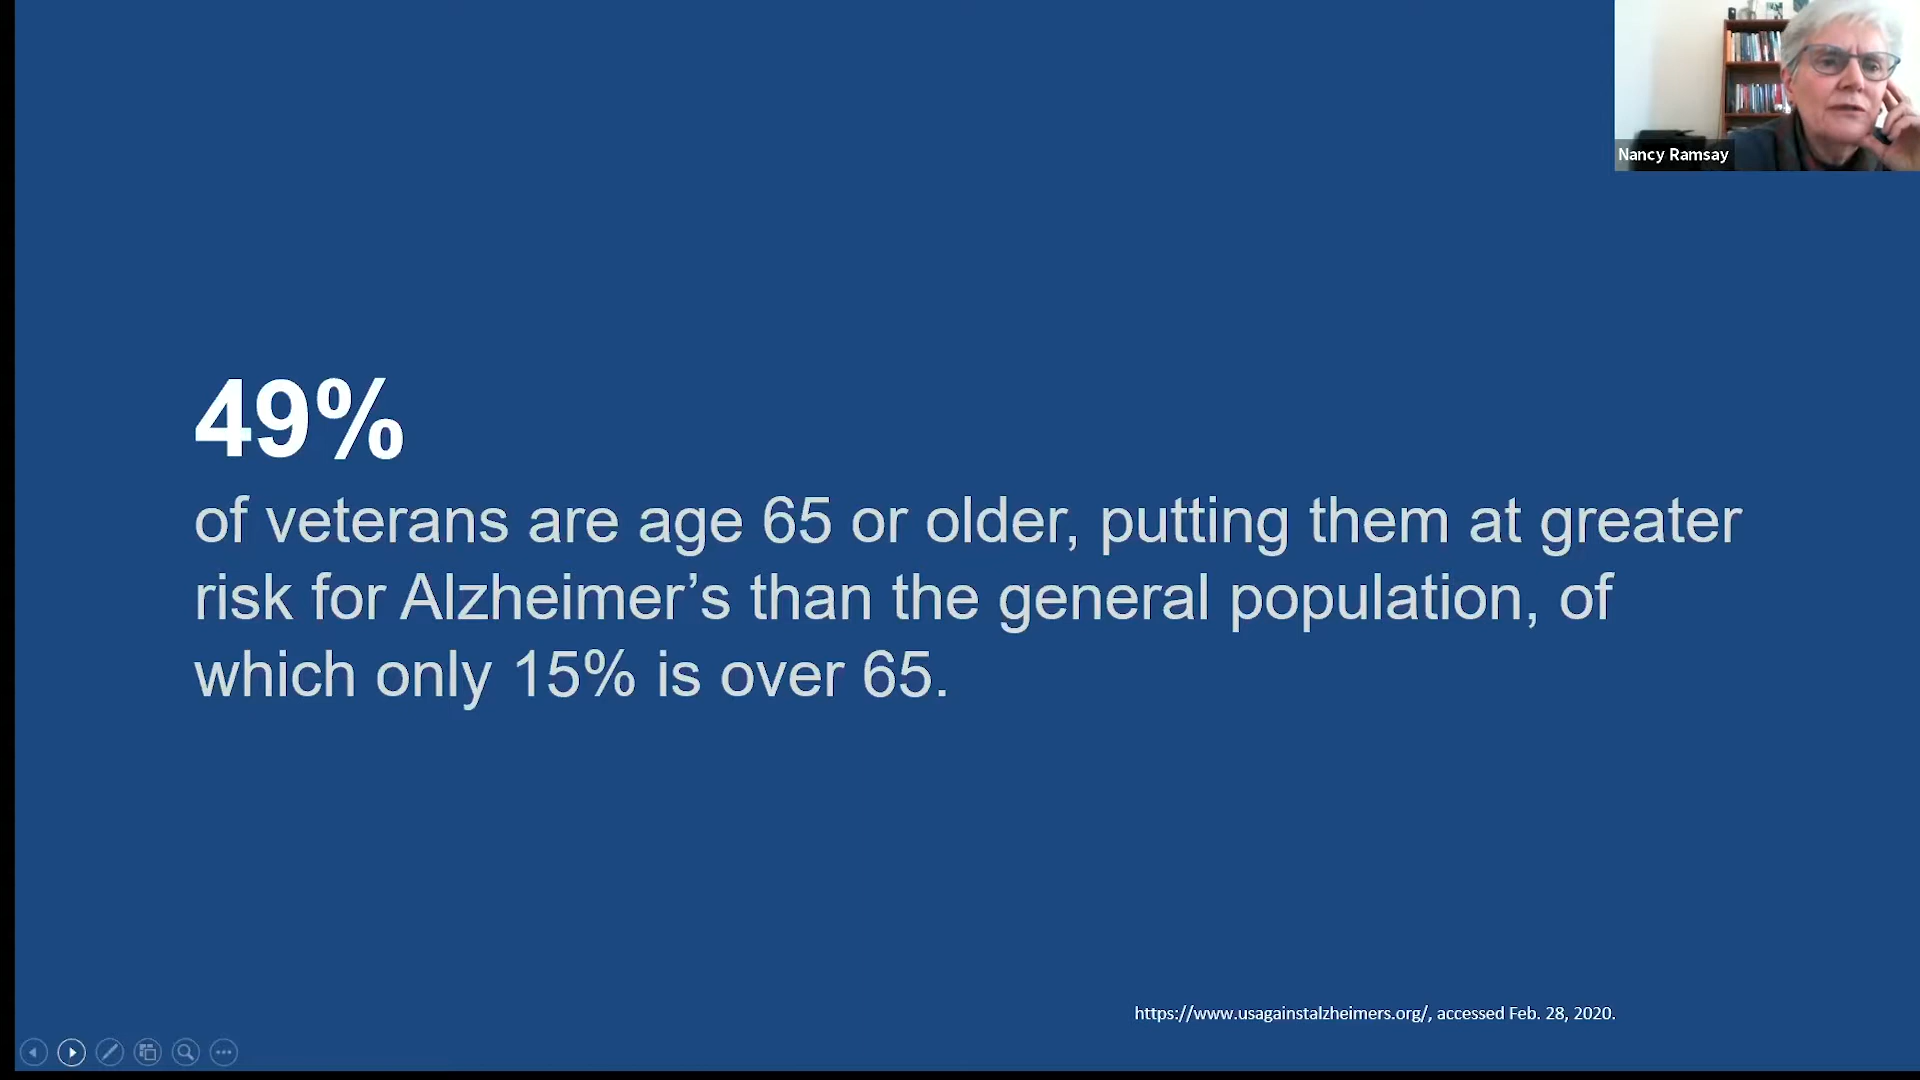 Nancy Ramsay
49%
of veterans are age 65 or older, putting them at greater
risk for Alzheimer’s than the general population, of
which only 15% is over 65.
https://www.usagainstalzheimers.org/, accessed Feb. 28, 2020.